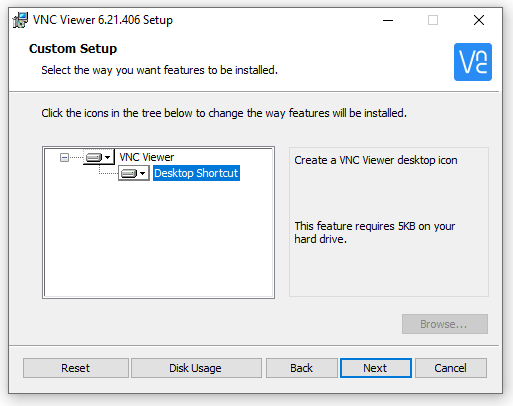 VNC Viewer 6.21.406 Setup
Custom Setup
Select the way you want features to be installed.
VNC
Click the icons in the tree below to change the way features will be installed.
VNC Viewer
Desktop Shortcut
Create a VNC Viewer desktop icon
This feature requires 5KB on your
hard drive.
Browse...
Reset
Disk Usage
Back
Next
Cancel